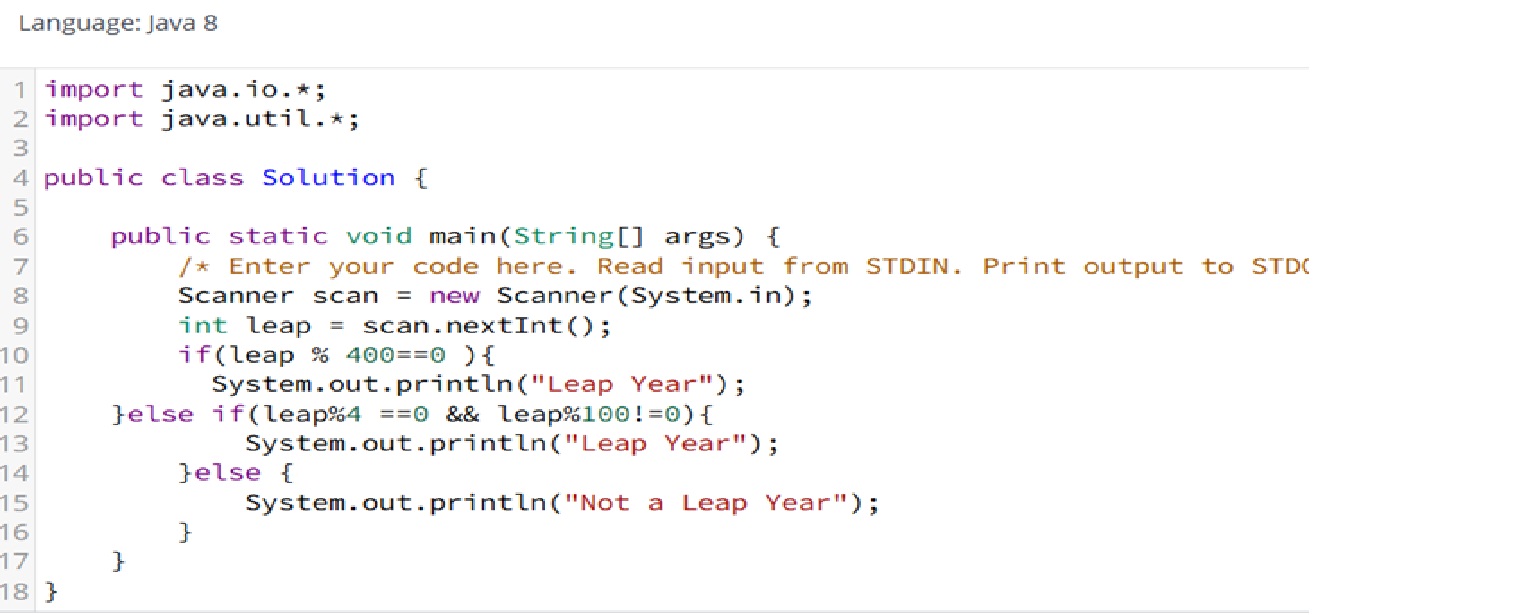 Language: Java 8
1 import java.io.*;
2 import java.util.*;
3
4 public class Solution {
5
6     public static void main(String[] args) {
7         /* Enter your code here. Read input from STDIN. Print output to
8         Scanner scan = new Scanner(System.in);
9         int leap = scan.nextInt();
10         if(leap % 400==0 ){
11           System.out.println("Leap Year");
12     }else if(leap%4 ==0 && leap%100!=0){
13             System.out.println("Leap Year");
14         }else {
15             System.out.println("Not a Leap Year");
16         }
17     }
18 }